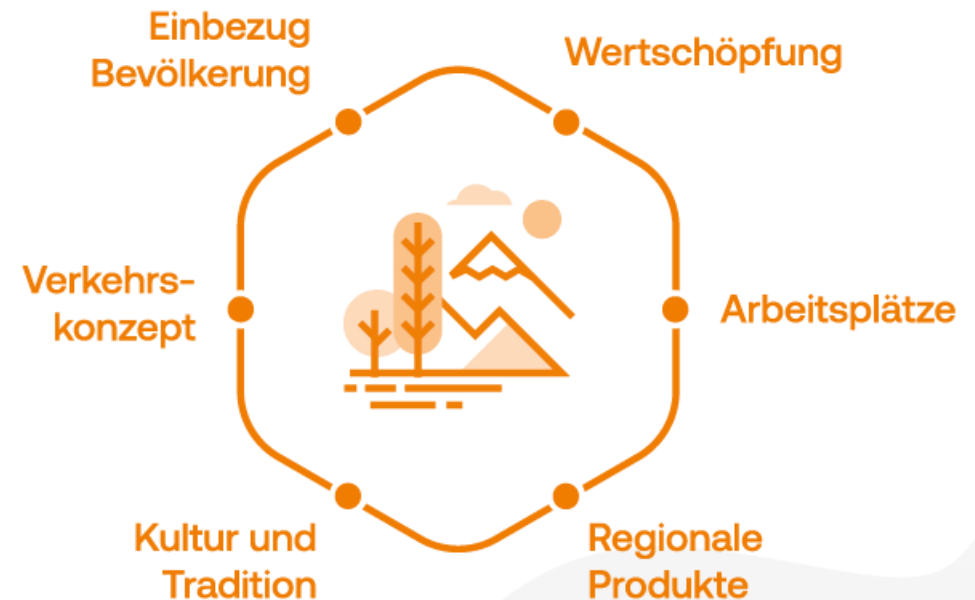 Einbezug
Bevölkerung
Wertschöpfung
Verkehrs-
konzept
Arbeitsplätze
Kultur und
Tradition
Regionale
Produkte